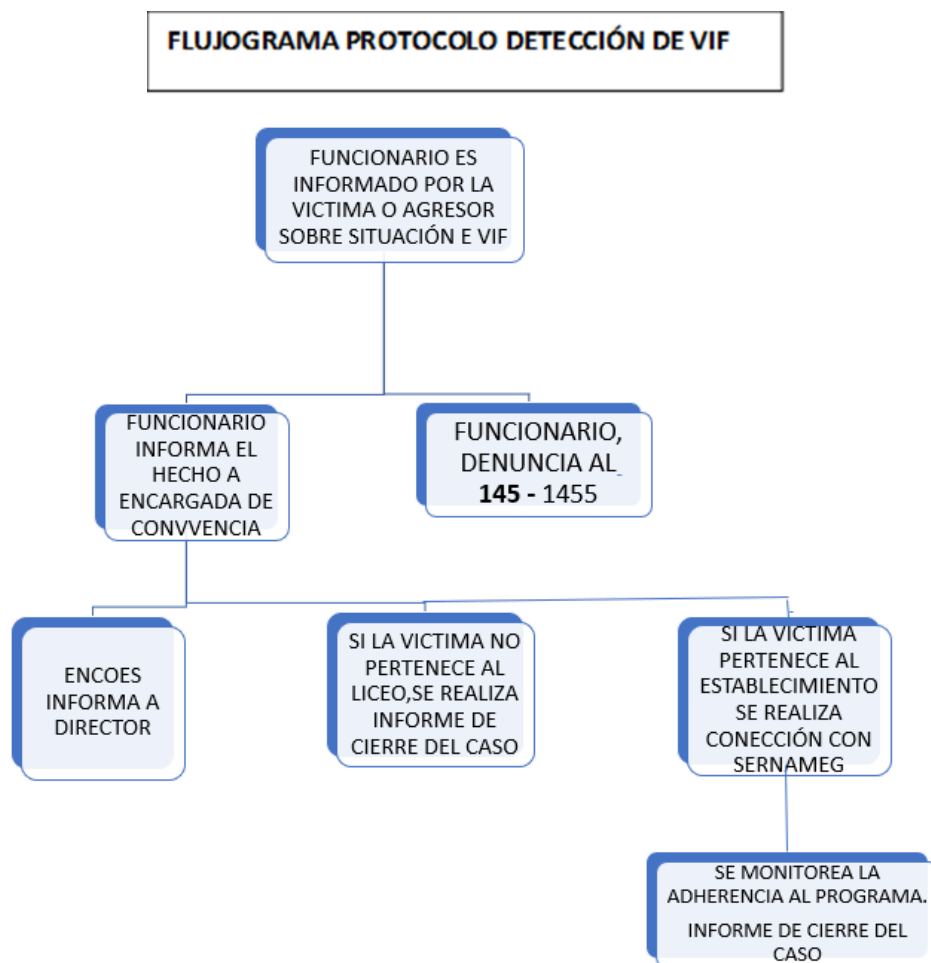 FLUJOGRAMA PROTOCOLO DETECCIÓN DE VIF
FUNCIONARIO ES
INFORMADO POR LA
VICTIMA O AGRESOR
SOBRE SITUACIÓN E VIF
FUNCIONARIO
INFORMA EL
HECHO A
ENCARGADA DE
CONVVENCIA
FUNCIONARIO,
DENUNCIA AL
145 - 1455
ENCOES
INFORMA A
DIRECTOR
SI LA VICTIMA NO
PERTENECE AL
LICEO,SE REALIZA
INFORME DE
CIERRE DEL CASO
SI LA VICTIMA
PERTENECE AL
ESTABLECIMIENTO
SE REALIZA
CONECCIÓN CON
SERNAMEG
SE MONITOREA LA
ADHERENCIA AL PROGRAMA.
INFORME DE CIERRE DEL
CASO